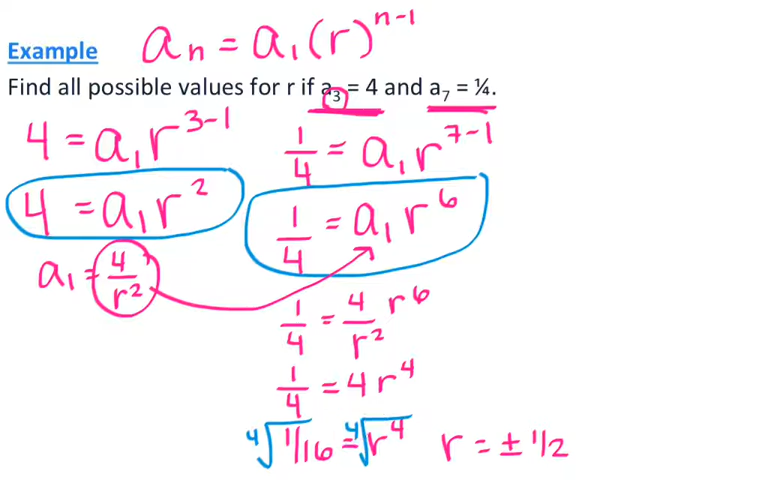 Example
aₙ = a₁(r)ⁿ⁻¹
Find all possible values for r if a₃ = 4 and a₇ = ¼.
4 = a₁r³⁻¹
1/4 = a₁r⁷⁻¹
4 = a₁r²
1/4 = a₁r⁶
a₁ = 4/r²
1/4 = 4/r² r⁶
1/4 = 4r⁴
⁴√1/16 = ⁴√r⁴
r = ± 1/2